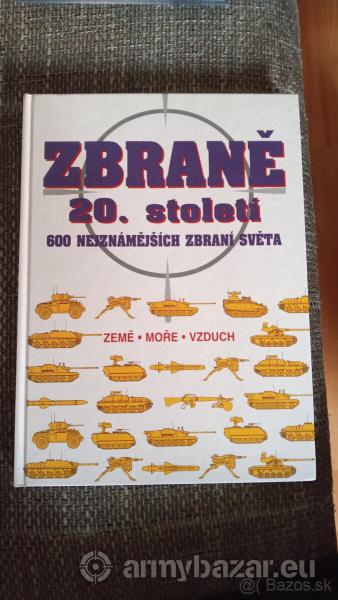 ZBRANĚ
20. století
600 NEJZNÁMĚJŠÍCH ZBRANÍ SVĚTA
ZEMĚ • MOŘE • VZDUCH
armybazar.eu
@( Bazos.sk